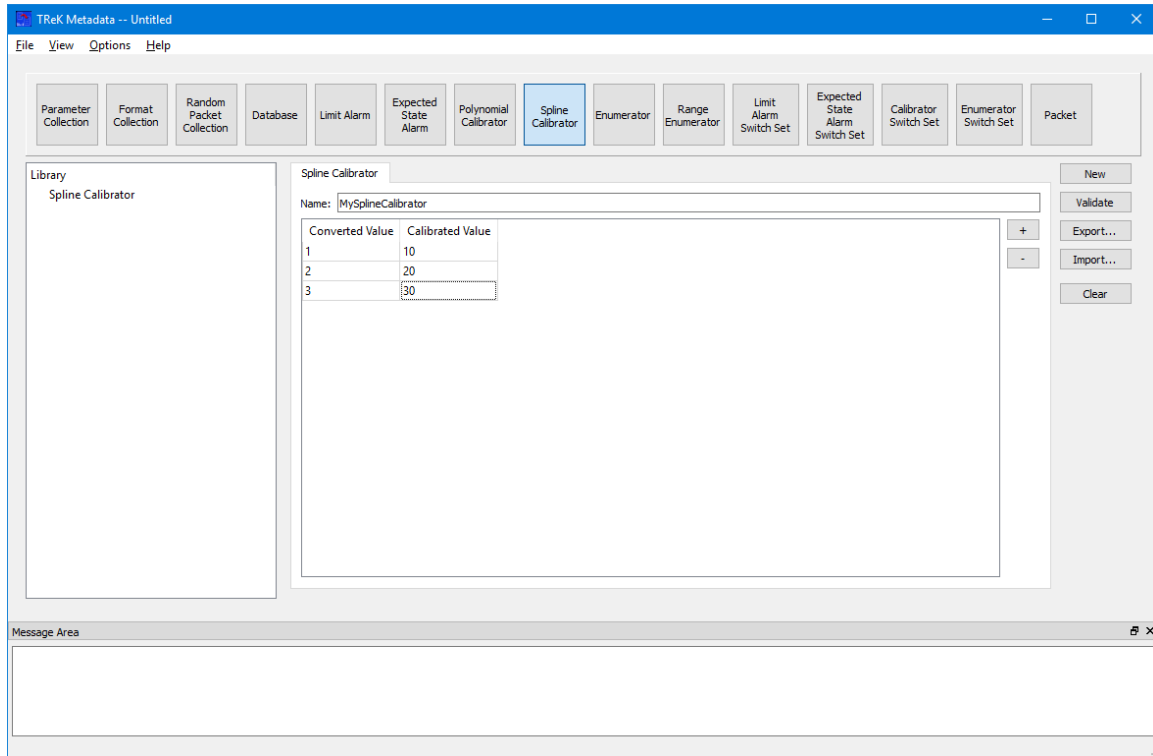 TReK Metadata -- Untitled
File View Options Help
Parameter Collection
Format Collection
Random Packet Collection
Database
Limit Alarm
Expected State Alarm
Polynomial Calibrator
Spline Calibrator
Enumerator
Range Enumerator
Limit Alarm Switch Set
Expected State Alarm Switch Set
Calibrator Switch Set
Enumerator Switch Set
Packet
Library
Spline Calibrator
Spline Calibrator
Name: MySplineCalibrator
Converted Value Calibrated Value
1 10
2 20
3 30
+
-
New
Validate
Export...
Import...
Clear
Message Area